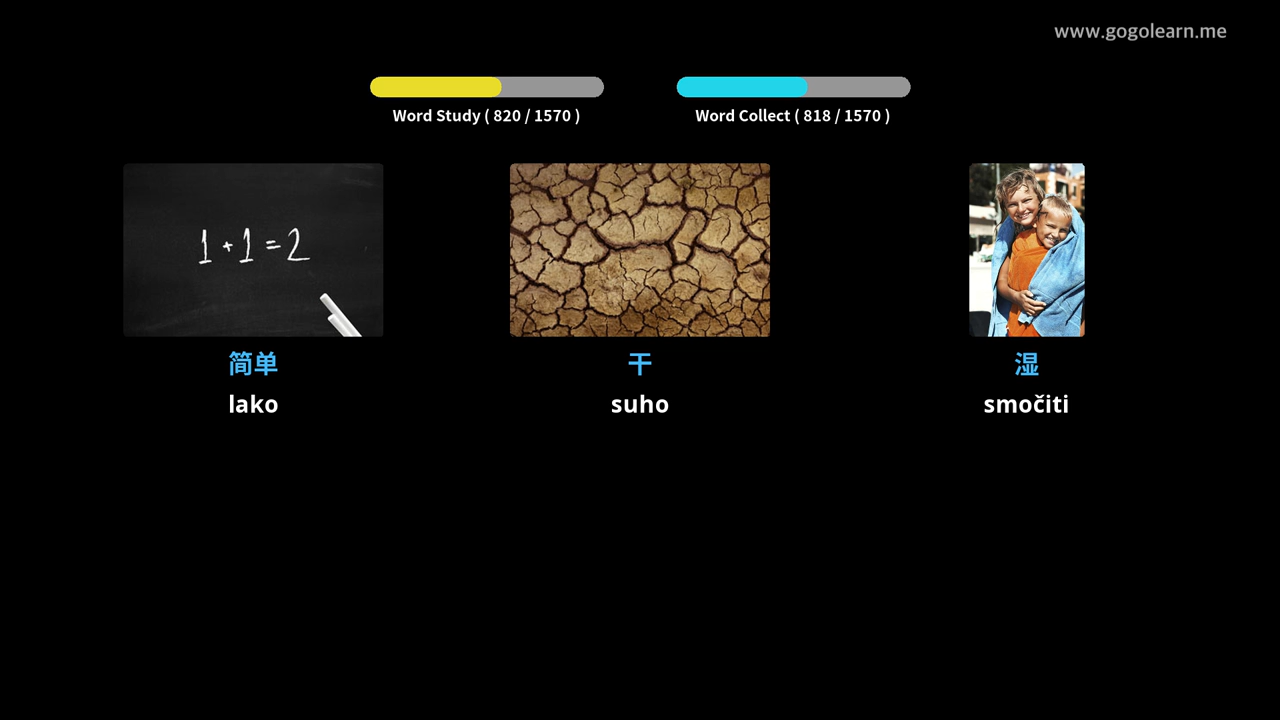 www.gogolearn.me
Word Study ( 820 / 1570 )
Word Collect ( 818 / 1570 )
1 + 1 = 2
简单
干
湿
lako
suho
smočiti